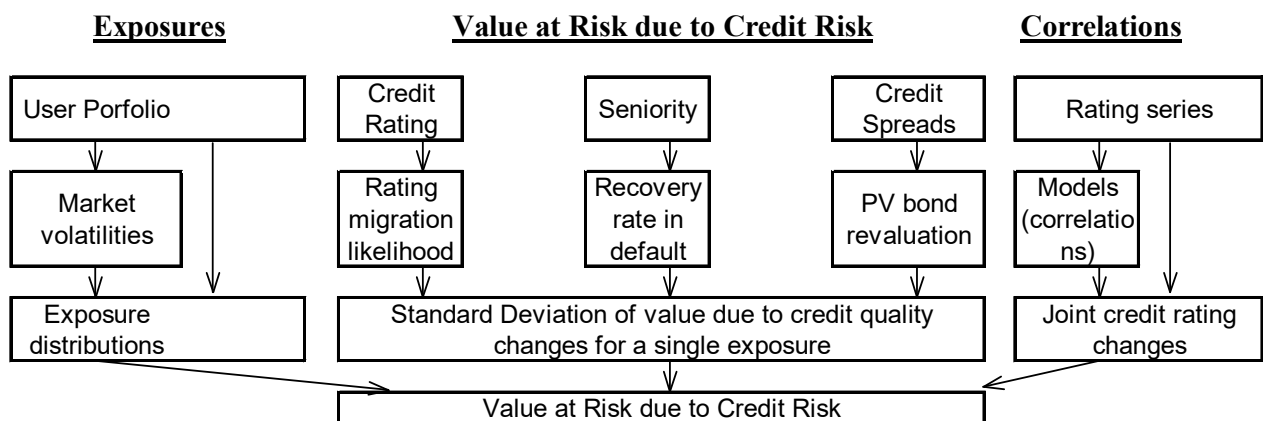 Exposures
Value at Risk due to Credit Risk
Correlations
User Porfolio
Credit
Rating
Seniority
Credit
Spreads
Rating series
Market
volatilities
Rating
migration
likelihood
Recovery
rate in
default
PV bond
revaluation
Models
(correlatio
ns)
Exposure
distributions
Standard Deviation of value due to credit quality
changes for a single exposure
Joint credit rating
changes
Value at Risk due to Credit Risk